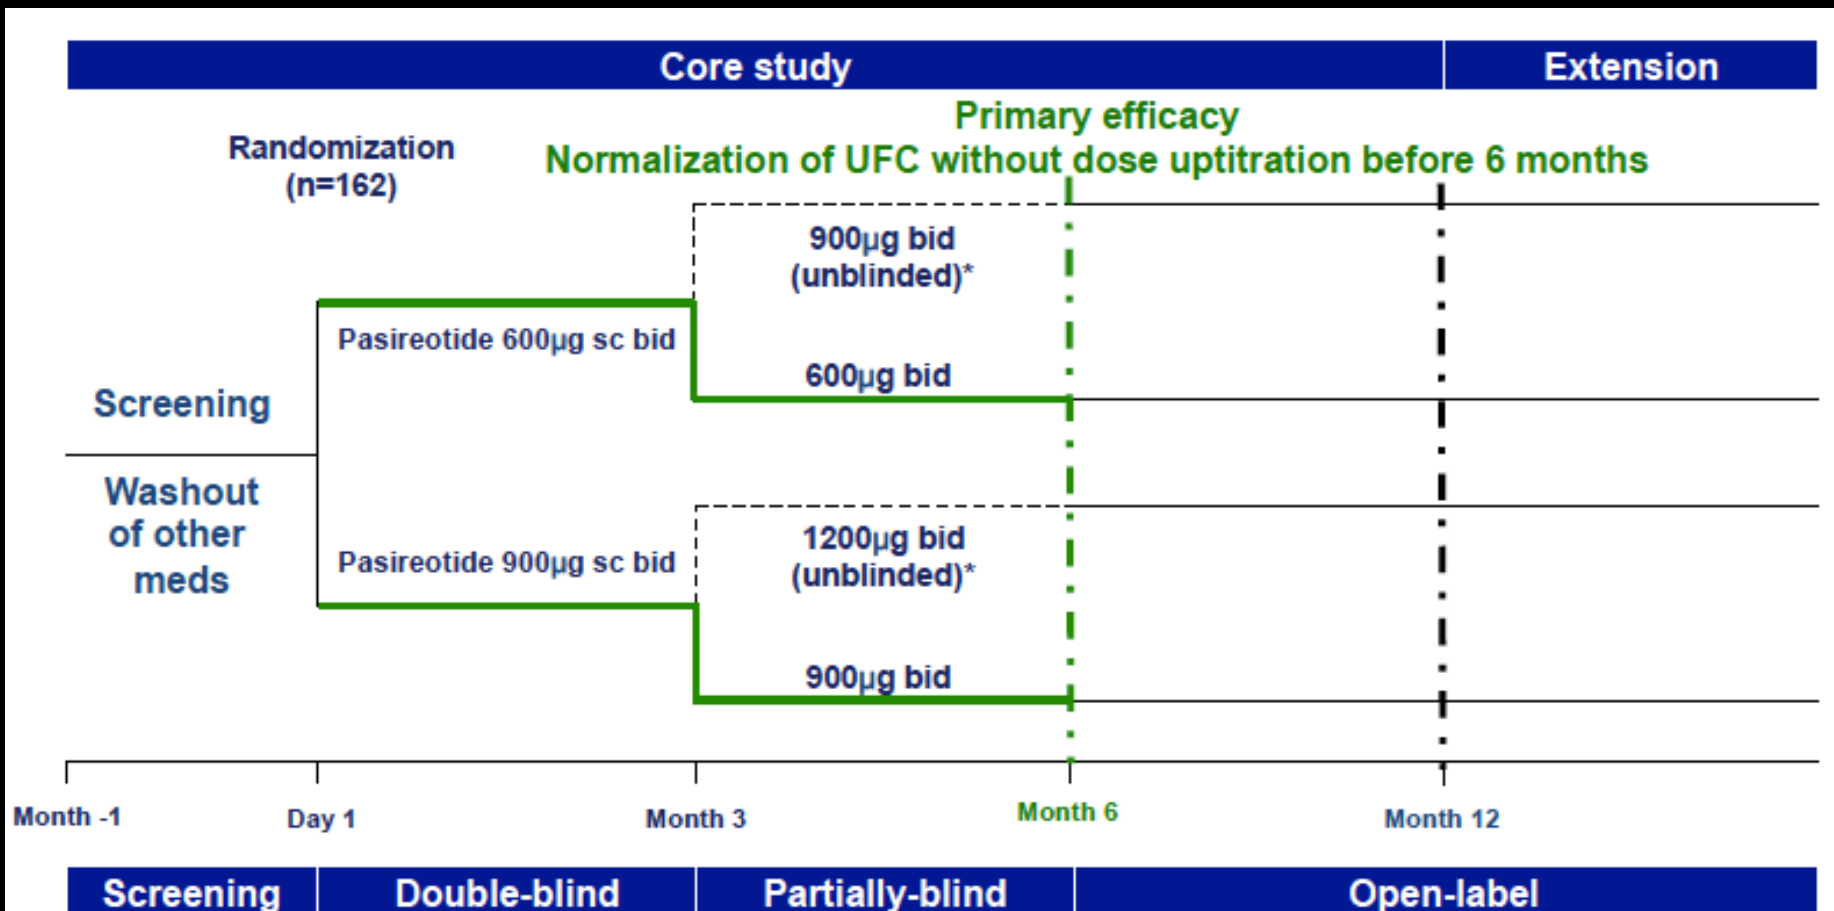 Core study
Extension
Primary efficacy
Normalization of UFC without dose uptitration before 6 months
Randomization
(n=162)
900µg bid
(unblinded)*
Pasireotide 600µg sc bid
600µg bid
Screening
Washout
of other
meds
1200µg bid
(unblinded)*
Pasireotide 900µg sc bid
900µg bid
Month -1
Day 1
Month 3
Month 6
Month 12
Screening
Double-blind
Partially-blind
Open-label